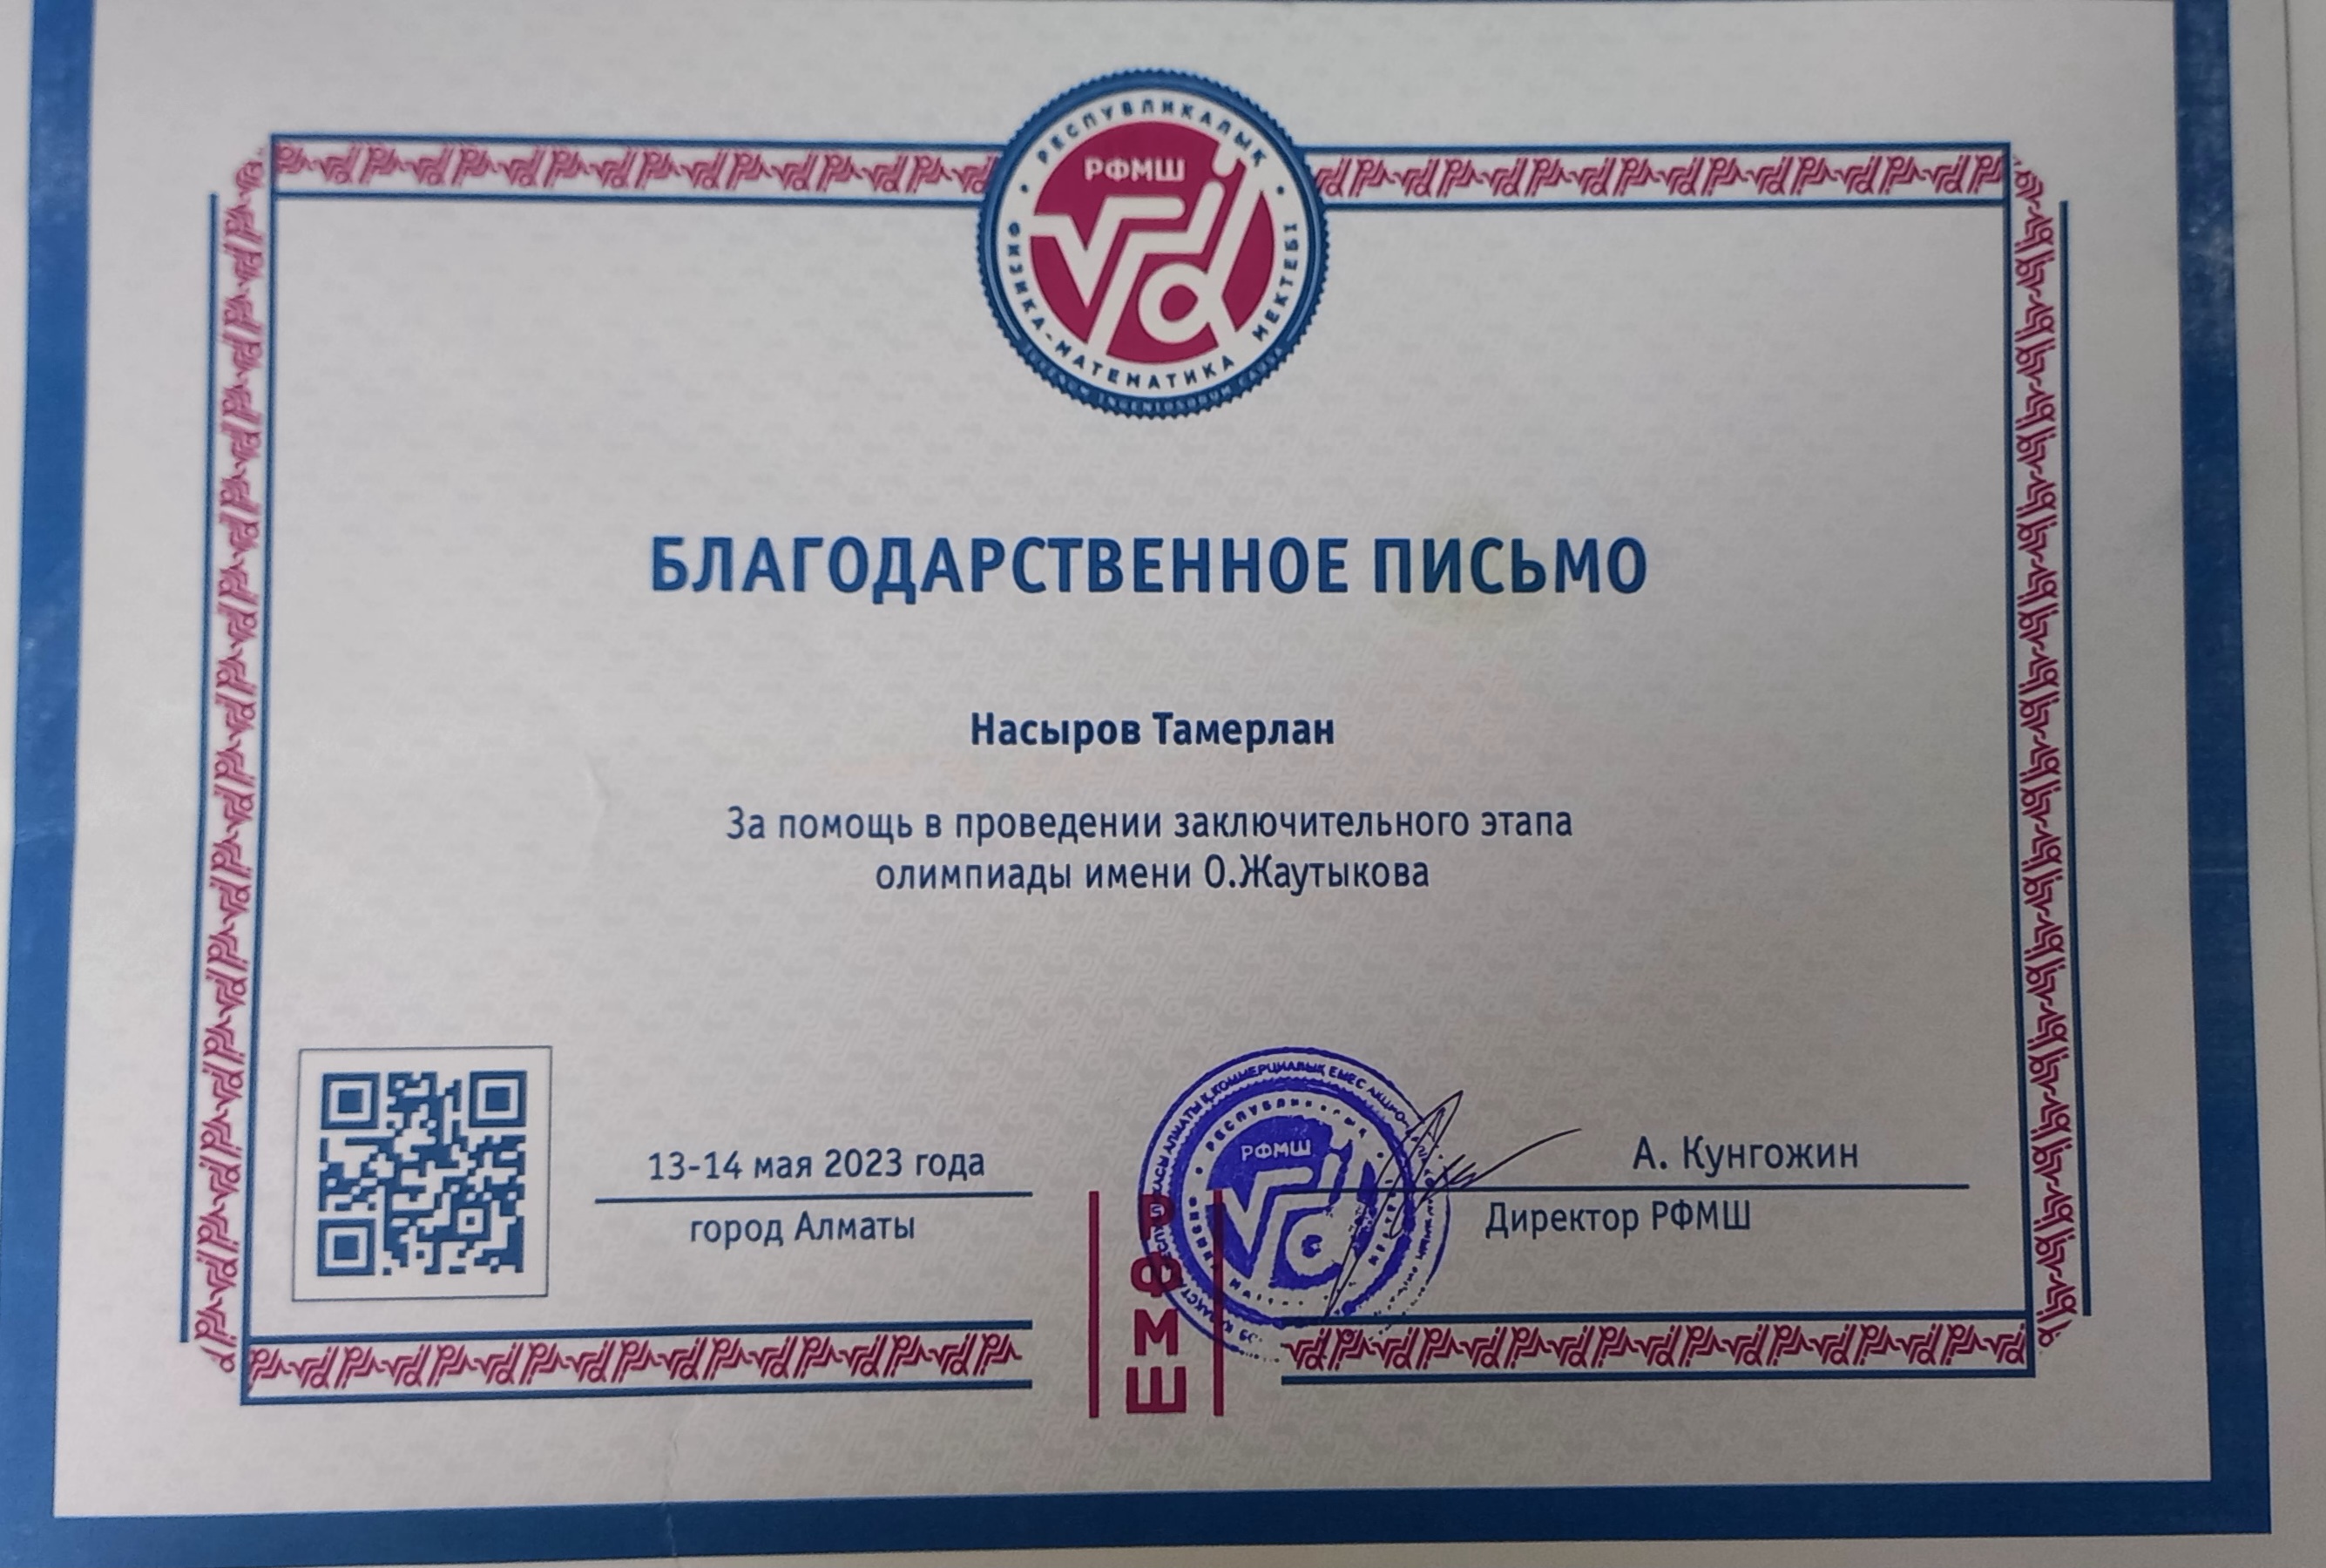 РЕСПУБЛИКАЛЫҚ
РФМШ
ФИЗИКА-МАТЕМАТИКА МЕКТЕБІ
INGENIOSORUM
БЛАГОДАРСТВЕННОЕ ПИСЬМО
Насыров Тамерлан
За помощь в проведении заключительного этапа
олимпиады имени О.Жаутыкова
13-14 мая 2023 года
город Алматы
РФМШ
А. Кунгожин
Директор РФМШ
РФМШ